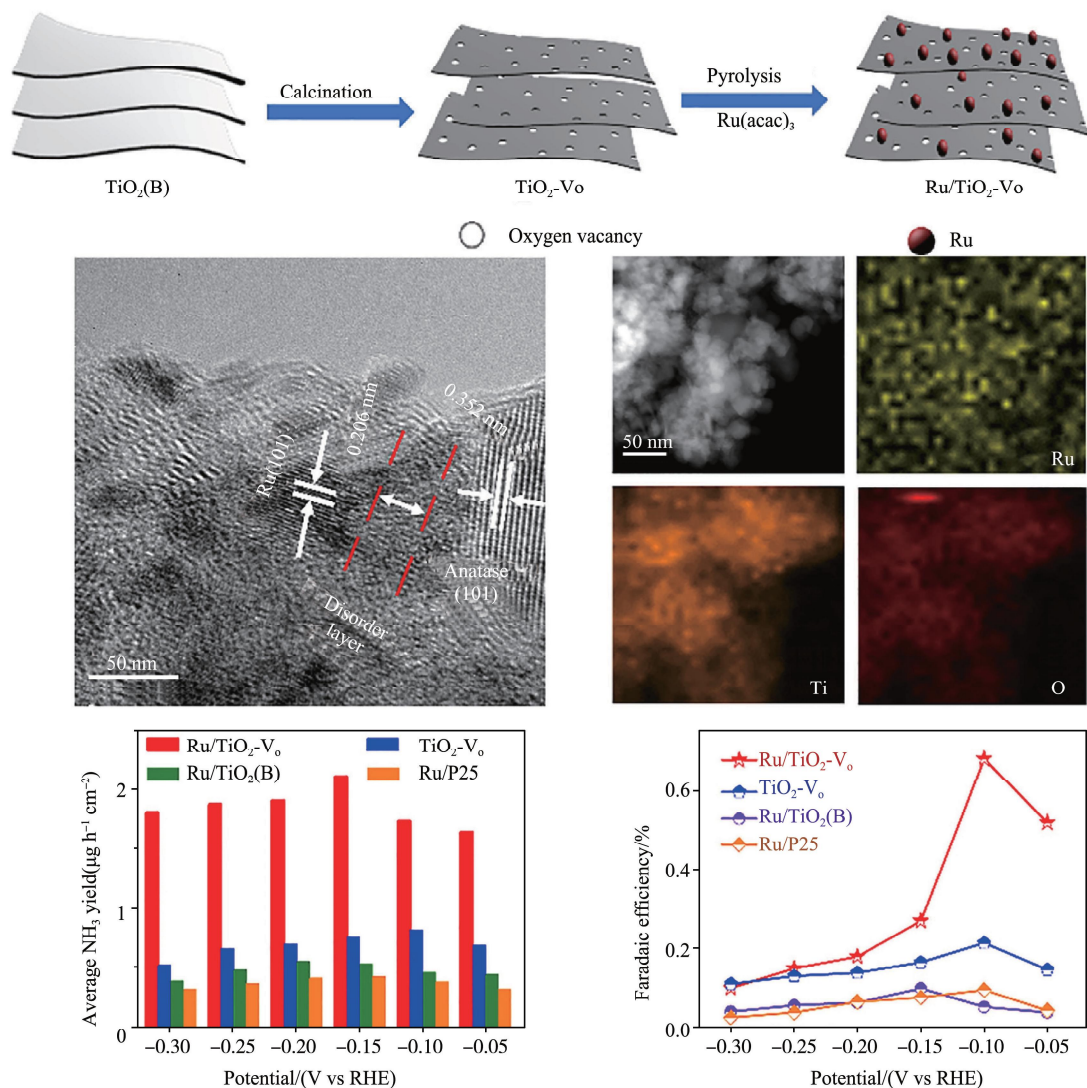 Calcination
Pyrolysis
Ru(acac)₃
TiO₂(B)
TiO₂-Vo
Ru/TiO₂-Vo
Oxygen vacancy
Ru
0.206 nm
0.352 nm
Ru(101)
Anatase
(101)
Disorder
layer
50 nm
50 nm
Ru
Ti
O
Ru/TiO₂-Vₒ
TiO₂-Vₒ
Ru/TiO₂(B)
Ru/P25
Average NH₃ yield(μg h⁻¹ cm⁻²)
2
1
0
−0.30 −0.25 −0.20 −0.15 −0.10 −0.05
Potential/(V vs RHE)
Ru/TiO₂-Vₒ
TiO₂-Vₒ
Ru/TiO₂(B)
Ru/P25
Faradaic efficiency/%
0.6
0.4
0.2
0.0
−0.30 −0.25 −0.20 −0.15 −0.10 −0.05
Potential/(V vs RHE)